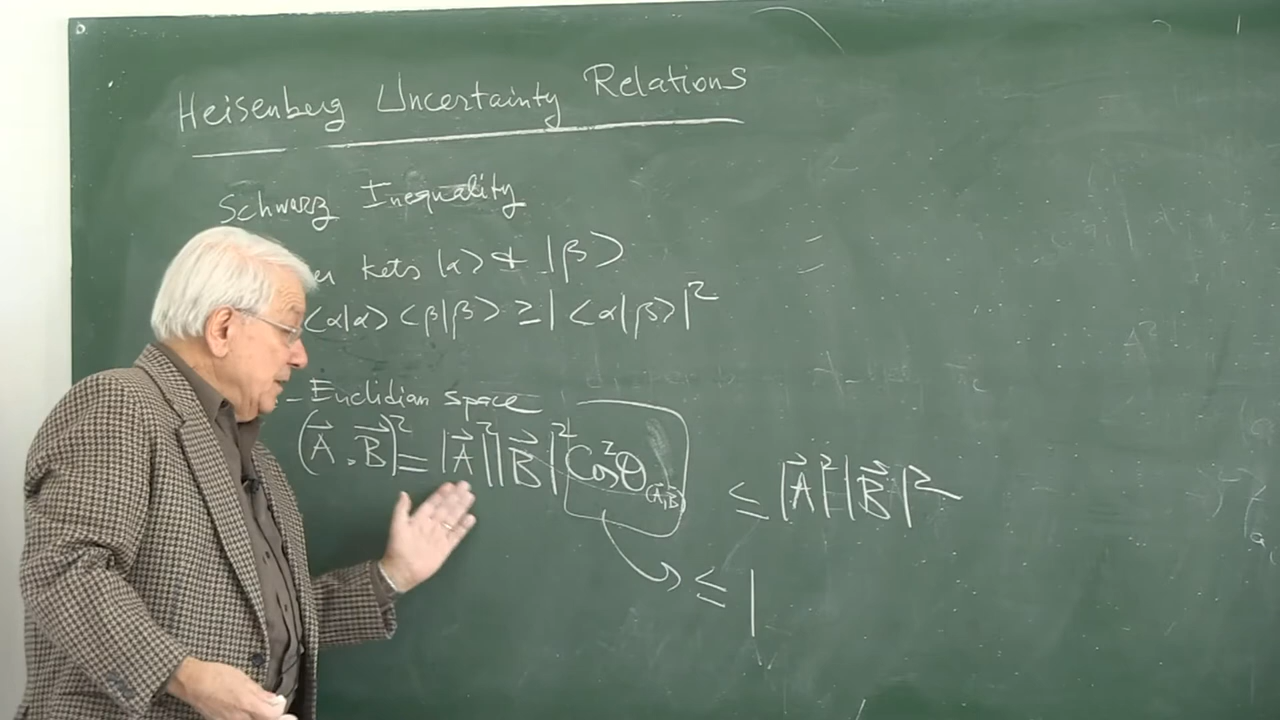 Heisenberg Uncertainty Relations
Schwarz Inequality
kets |α> & |β>
<α|α> <β|β> ≥ |<α|β>|²
- Euclidian space
(A⃗ . B⃗)² = |A⃗|² |B⃗|² Cos²θ(A⃗,B⃗) ≤ |A⃗|² |B⃗|²
≤ 1